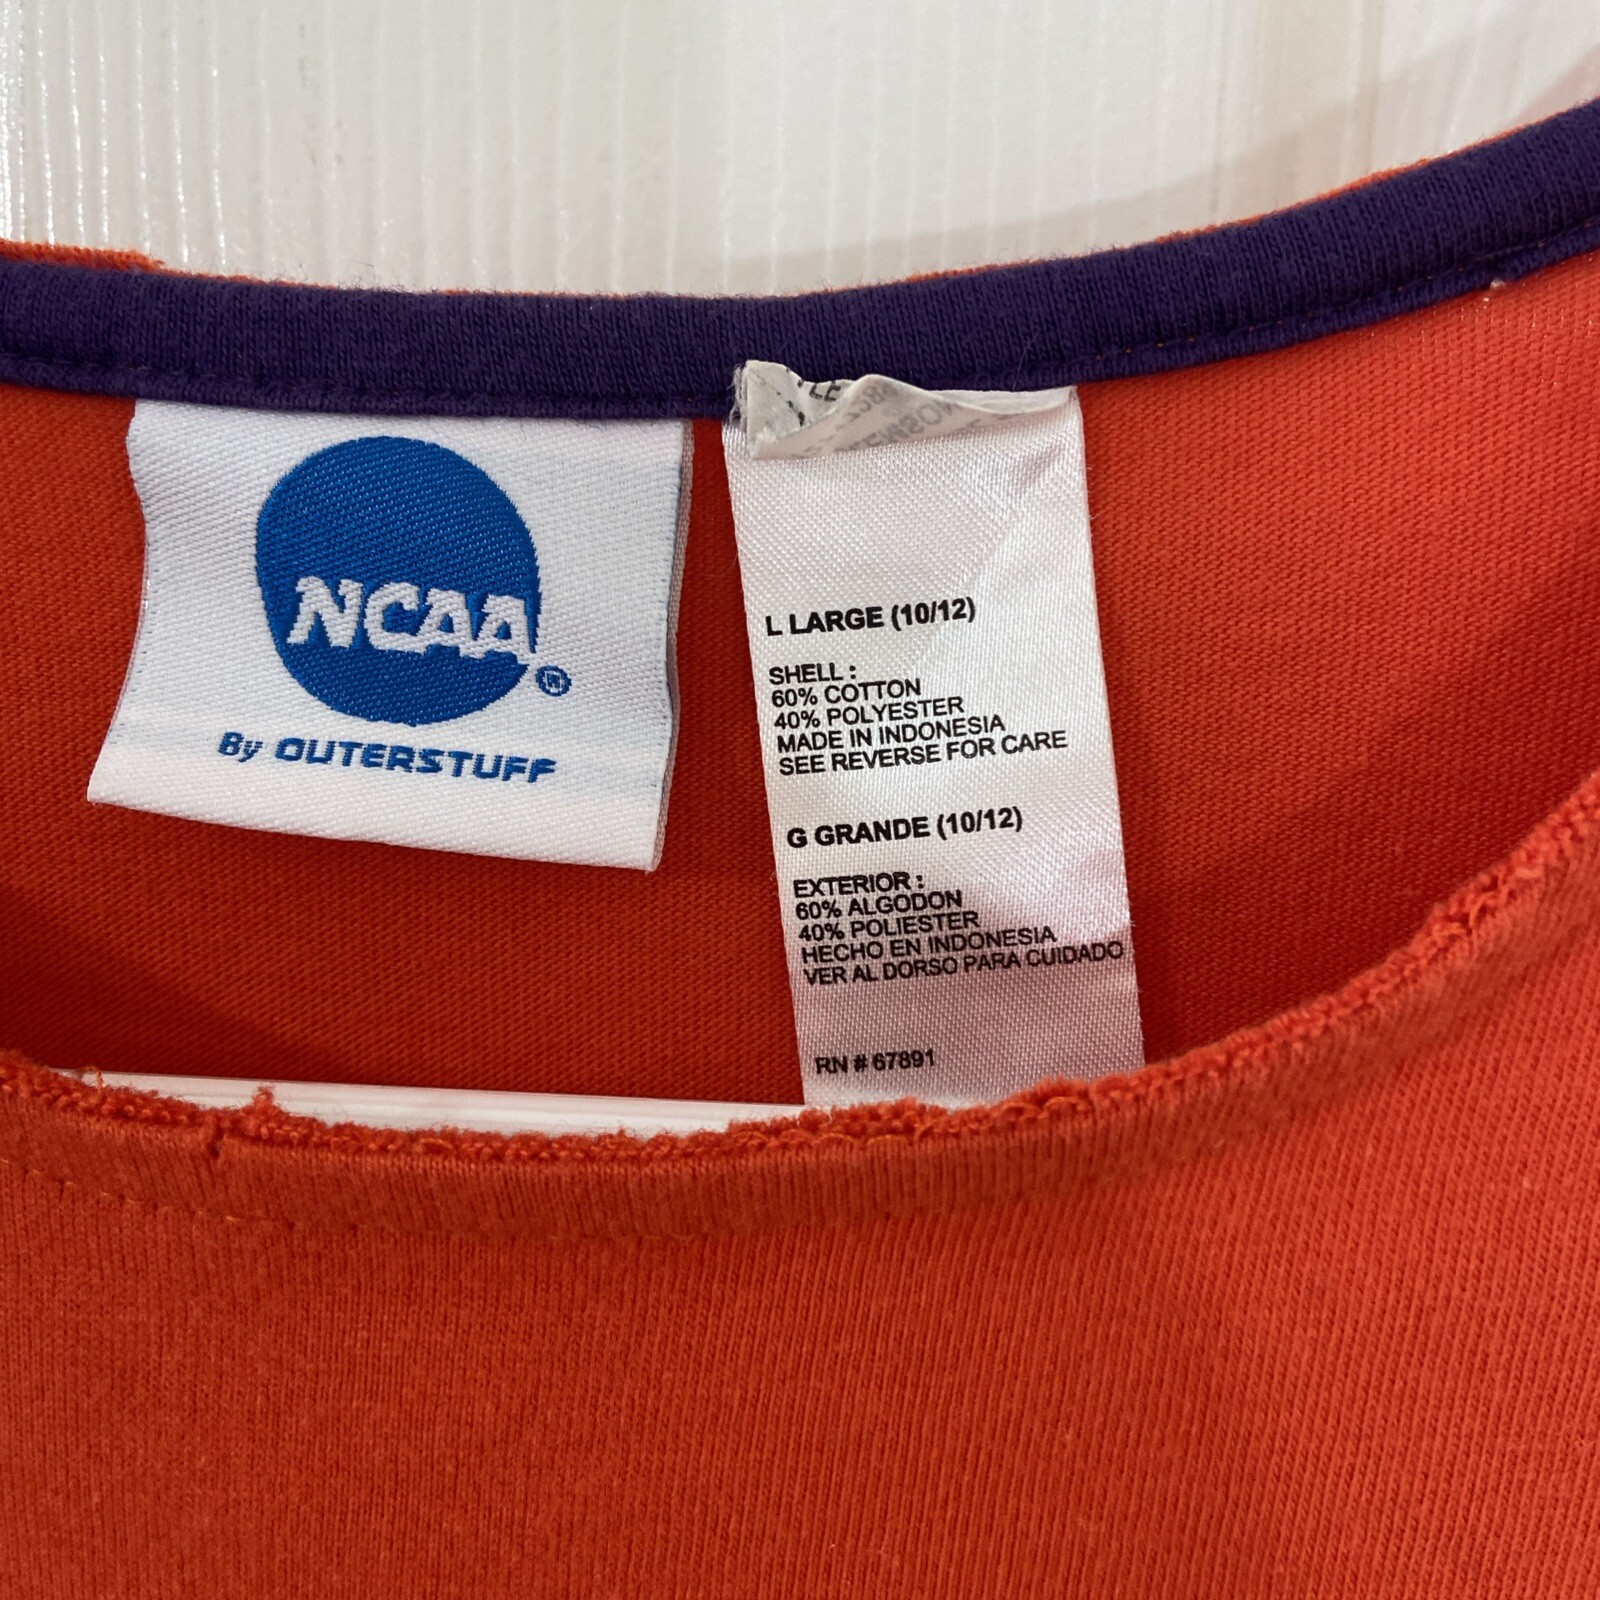 NCAA
®
By OUTERSTUFF
L LARGE (10/12)
SHELL :
60% COTTON
40% POLYESTER
MADE IN INDONESIA
SEE REVERSE FOR CARE
G GRANDE (10/12)
EXTERIOR :
60% ALGODON
40% POLIESTER
HECHO EN INDONESIA
VER AL DORSO PARA CUIDADO
RN # 67891